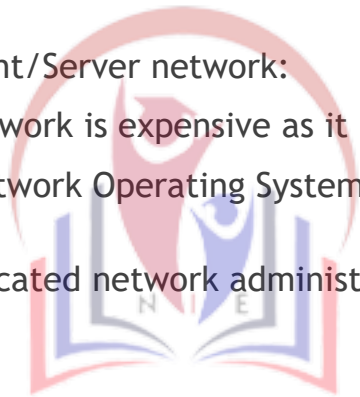 nt/Server network:
work is expensive as it
twork Operating System
cated network administ
N I E